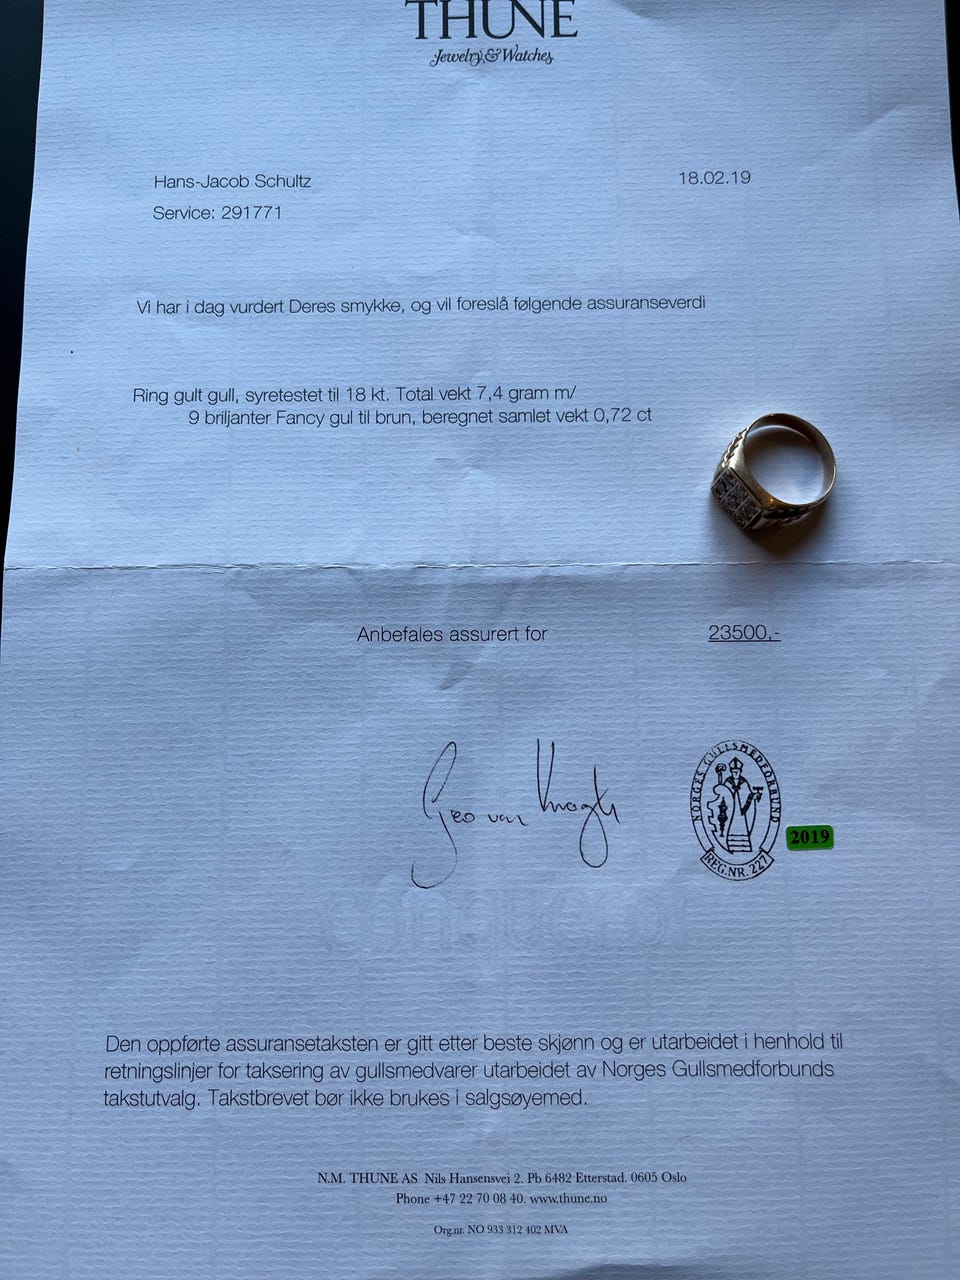 THUNE
Jewelry & Watches
Hans-Jacob Schultz
18.02.19
Service: 291771
Vi har i dag vurdert Deres smykke, og vil foreslå følgende assuranseverdi
Ring gult gull, syretestet til 18 kt. Total vekt 7,4 gram m/
9 briljanter Fancy gul til brun, beregnet samlet vekt 0,72 ct
Anbefales assurert for
23500,-
Geo von Krogh
NORGES GULLSMEDFORBUND
REG.NR. 227
2019
conqueror
Den oppførte assuransetaksten er gitt etter beste skjønn og er utarbeidet i henhold til
retningslinjer for taksering av gullsmedvarer utarbeidet av Norges Gullsmedforbunds
takstutvalg. Takstbrevet bør ikke brukes i salgsøyemed.
N.M. THUNE AS Nils Hansensvei 2. Pb 6482 Etterstad. 0605 Oslo
Phone +47 22 70 08 40. www.thune.no
Org.nr. NO 933 312 402 MVA